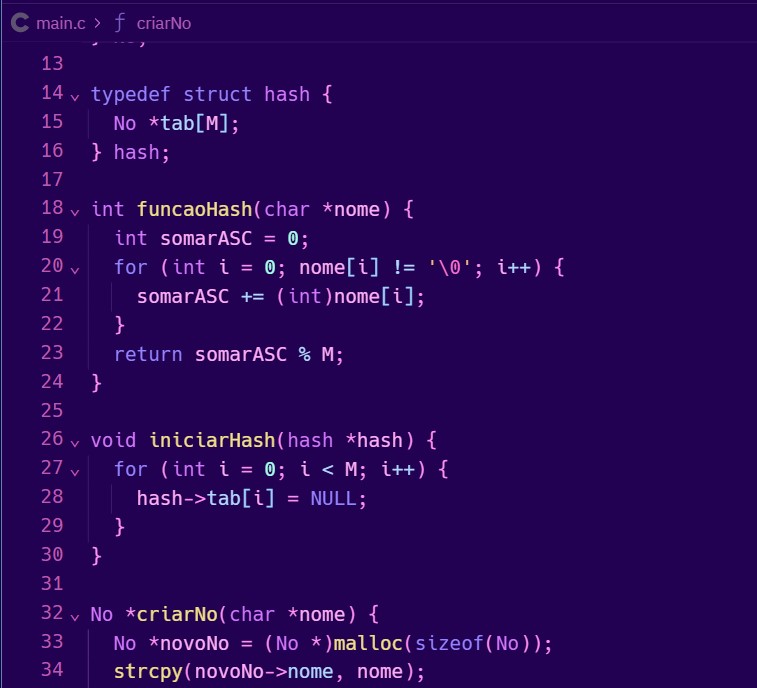 main.c > f criarNo
13
14 typedef struct hash {
15 No *tab[M];
16 } hash;
17
18 int funcaoHash(char *nome) {
19 int somarASC = 0;
20 for (int i = 0; nome[i] != '\0'; i++) {
21 somarASC += (int)nome[i];
22 }
23 return somarASC % M;
24 }
25
26 void iniciarHash(hash *hash) {
27 for (int i = 0; i < M; i++) {
28 hash->tab[i] = NULL;
29 }
30 }
31
32 No *criarNo(char *nome) {
33 No *novoNo = (No *)malloc(sizeof(No));
34 strcpy(novoNo->nome, nome);